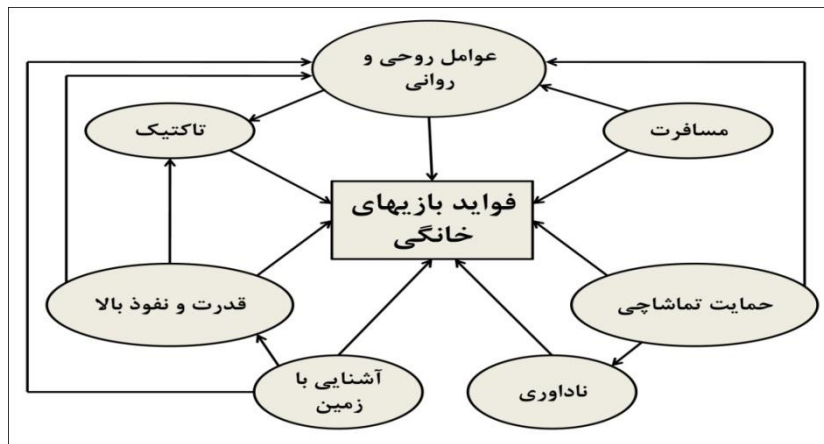 عوامل روحی و
روانی
تاکتیک
مسافرت
فواید بازیهای
خانگی
قدرت و نفوذ بالا
حمایت تماشاچی
آشنایی با
زمین
ناداوری